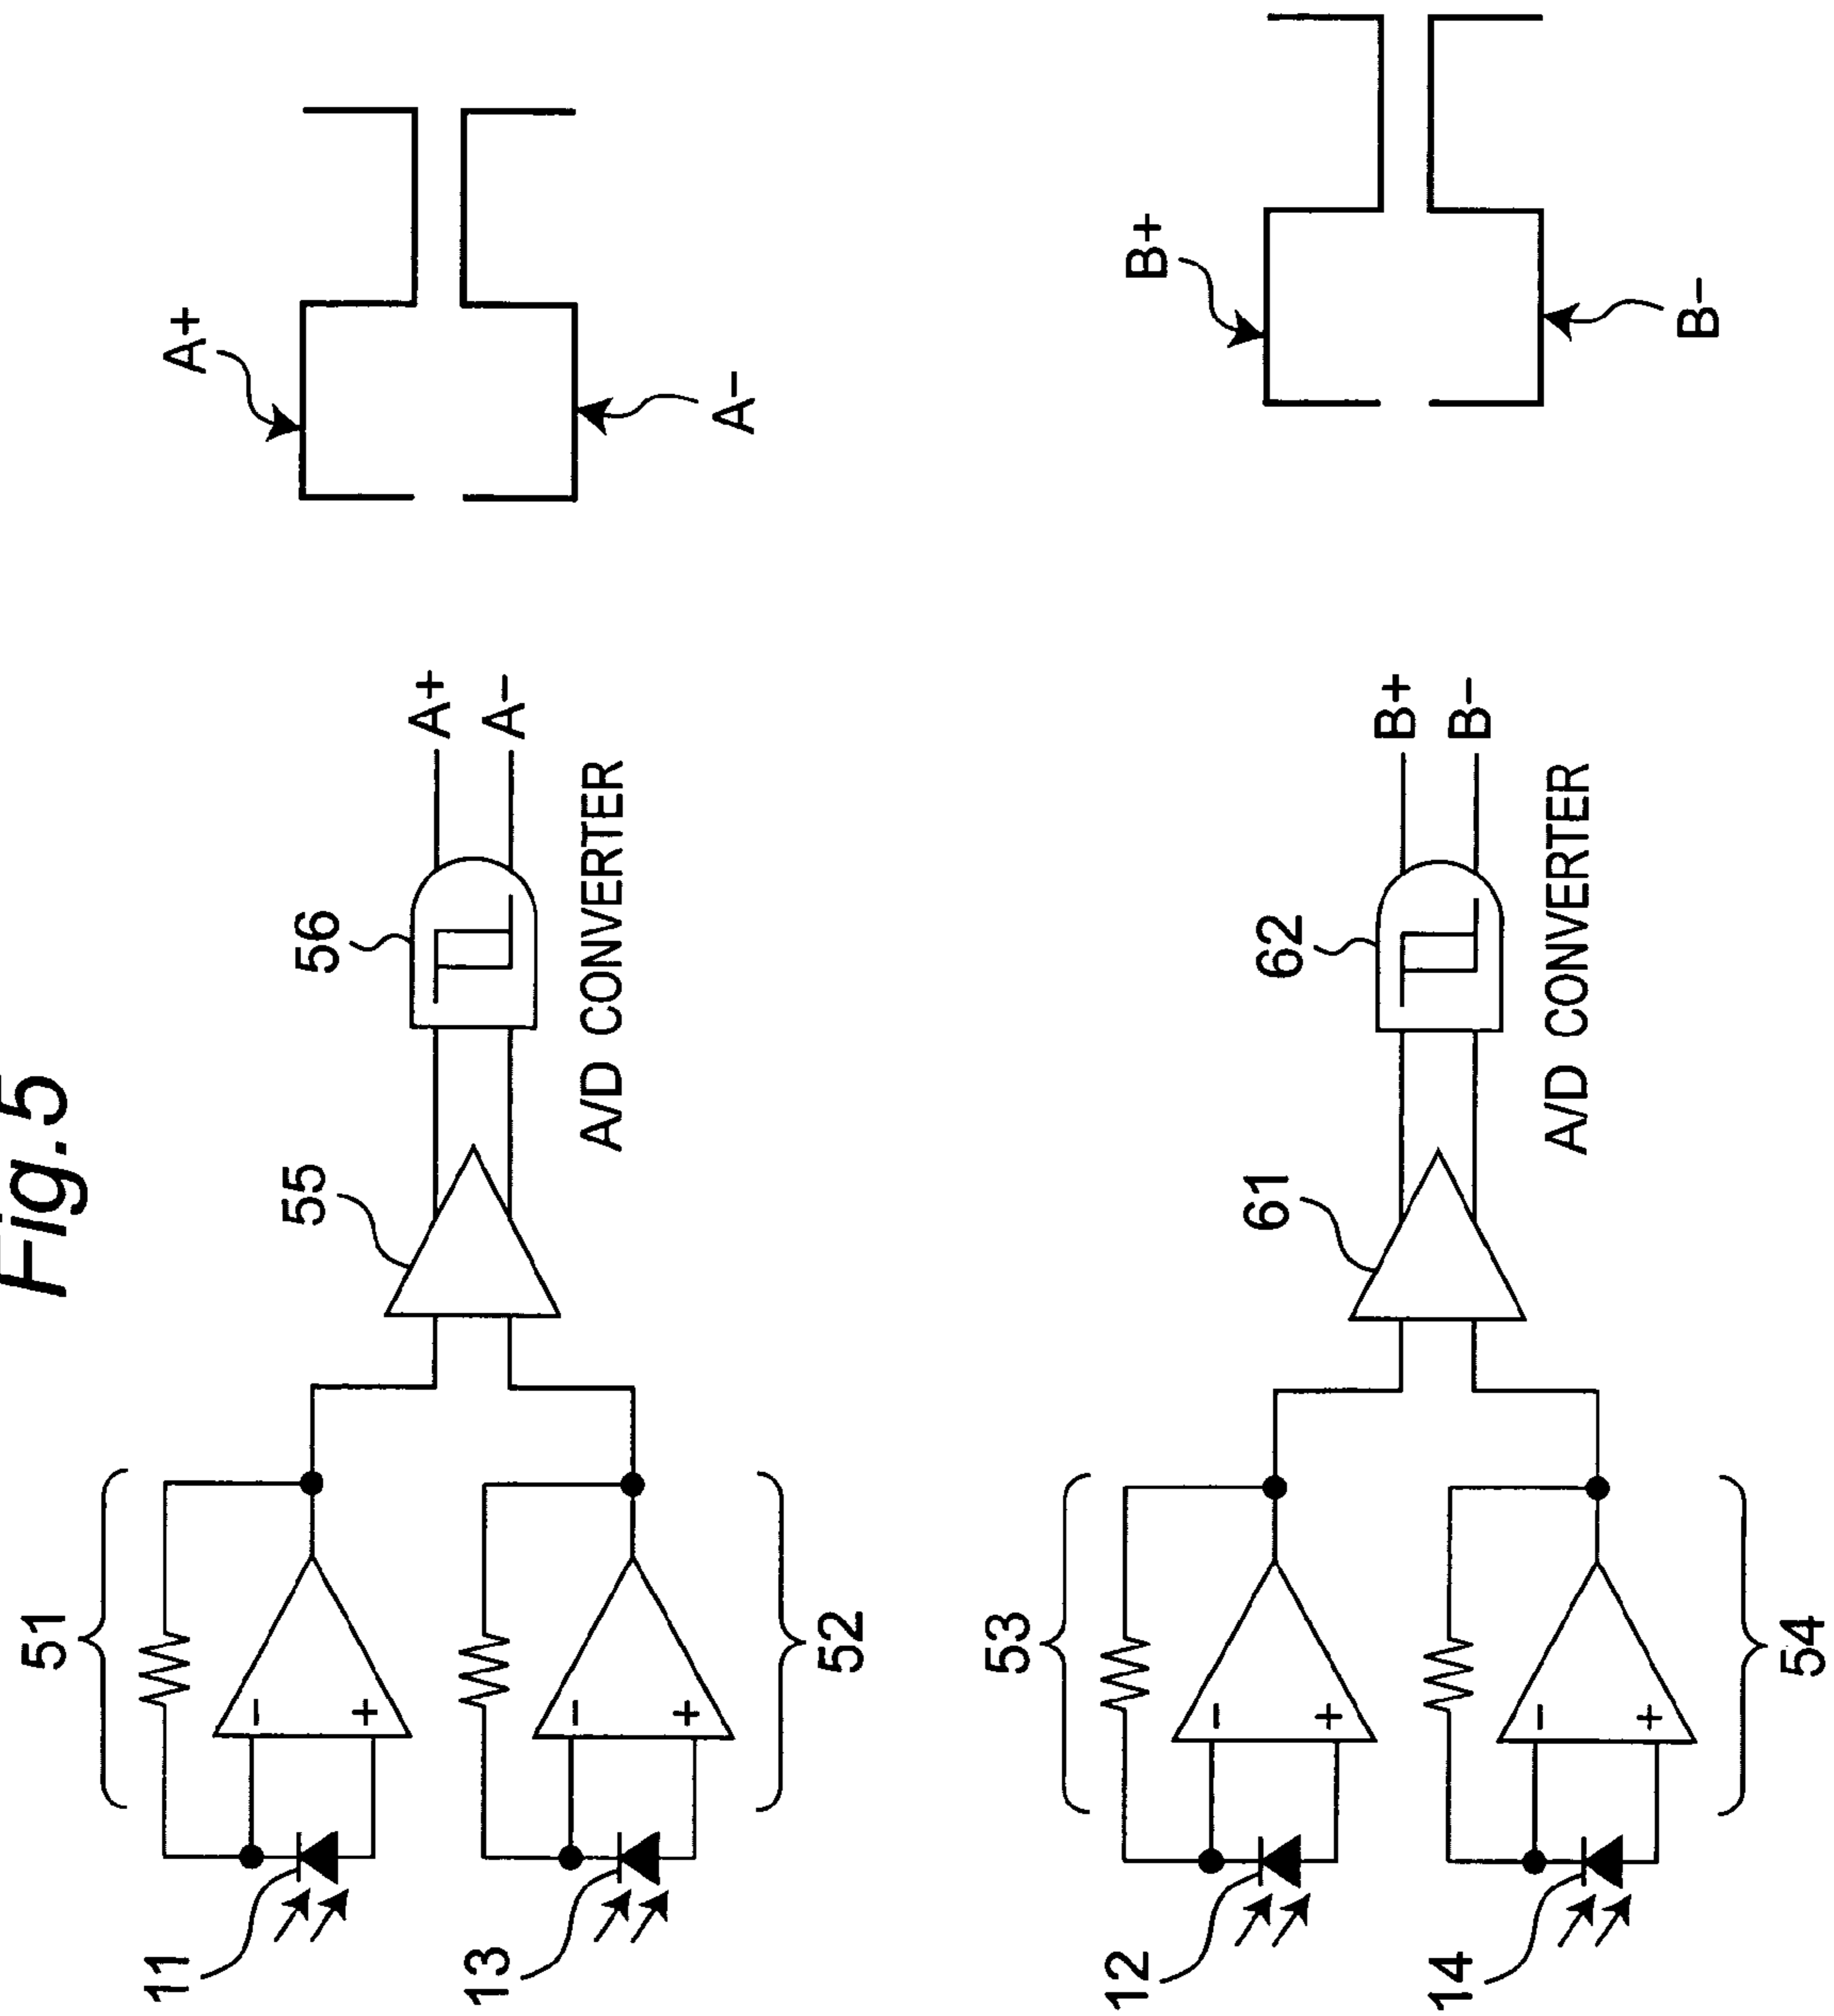 Fig.5
51
11
-
+
55
56
A+
A-
A/D CONVERTER
A+
A-
13
-
+
52
53
12
-
+
61
62
B+
B-
A/D CONVERTER
B+
B-
14
-
+
54